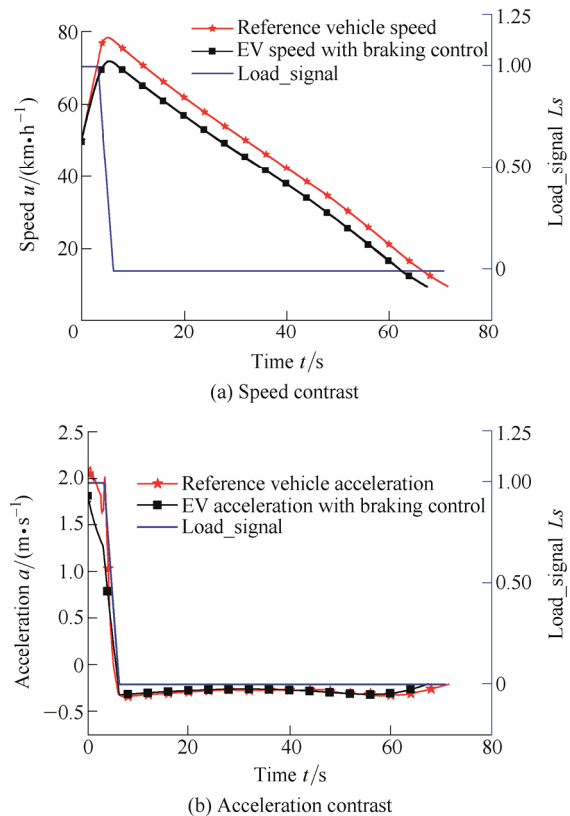 Reference vehicle speed
EV speed with braking control
Load_signal
80
60
40
20
Speed u/(km•h⁻¹)
1.25
1.00
0.50
0
Load_signal Ls
0
20
40
60
80
Time t/s
(a) Speed contrast
Reference vehicle acceleration
EV acceleration with braking control
Load_signal
2.5
2.0
1.5
1.0
0.5
0
−0.5
Acceleration a/(m•s⁻¹)
1.25
1.00
0.50
0
Load_signal Ls
0
20
40
60
80
Time t/s
(b) Acceleration contrast